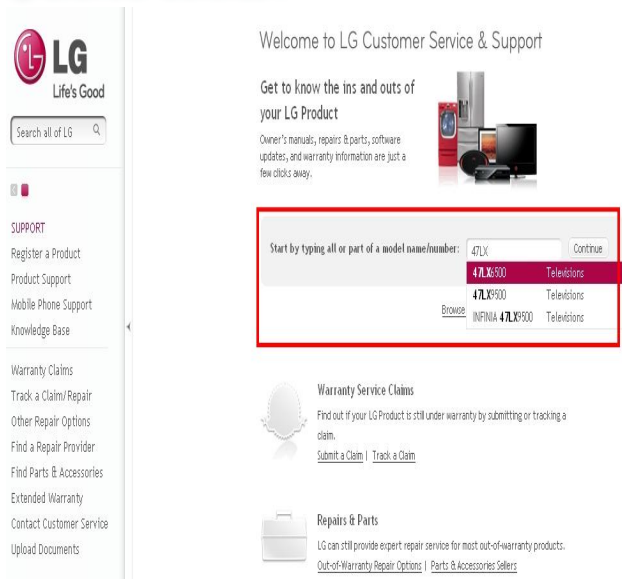 LG
Life's Good
Search all of LG
SUPPORT
Register a Product
Product Support
Mobile Phone Support
Knowledge Base
Warranty Claims
Track a Claim/Repair
Other Repair Options
Find a Repair Provider
Find Parts & Accessories
Extended Warranty
Contact Customer Service
Upload Documents
Welcome to LG Customer Service & Support
Get to know the ins and outs of
your LG Product
Owner's manuals, repairs & parts, software
updates, and warranty information are just a
few clicks away.
Start by typing all or part of a model name/number: 47LX Continue
47LX6500 Televisions
47LX9500 Televisions
Browse INFINIA 47LX9500 Televisions
Warranty Service Claims
Find out if your LG Product is still under warranty by submitting or tracking a
claim.
Submit a Claim | Track a Claim
Repairs & Parts
LG can still provide expert repair service for most out-of-warranty products.
Out-of-Warranty Repair Options | Parts & Accessories Sellers